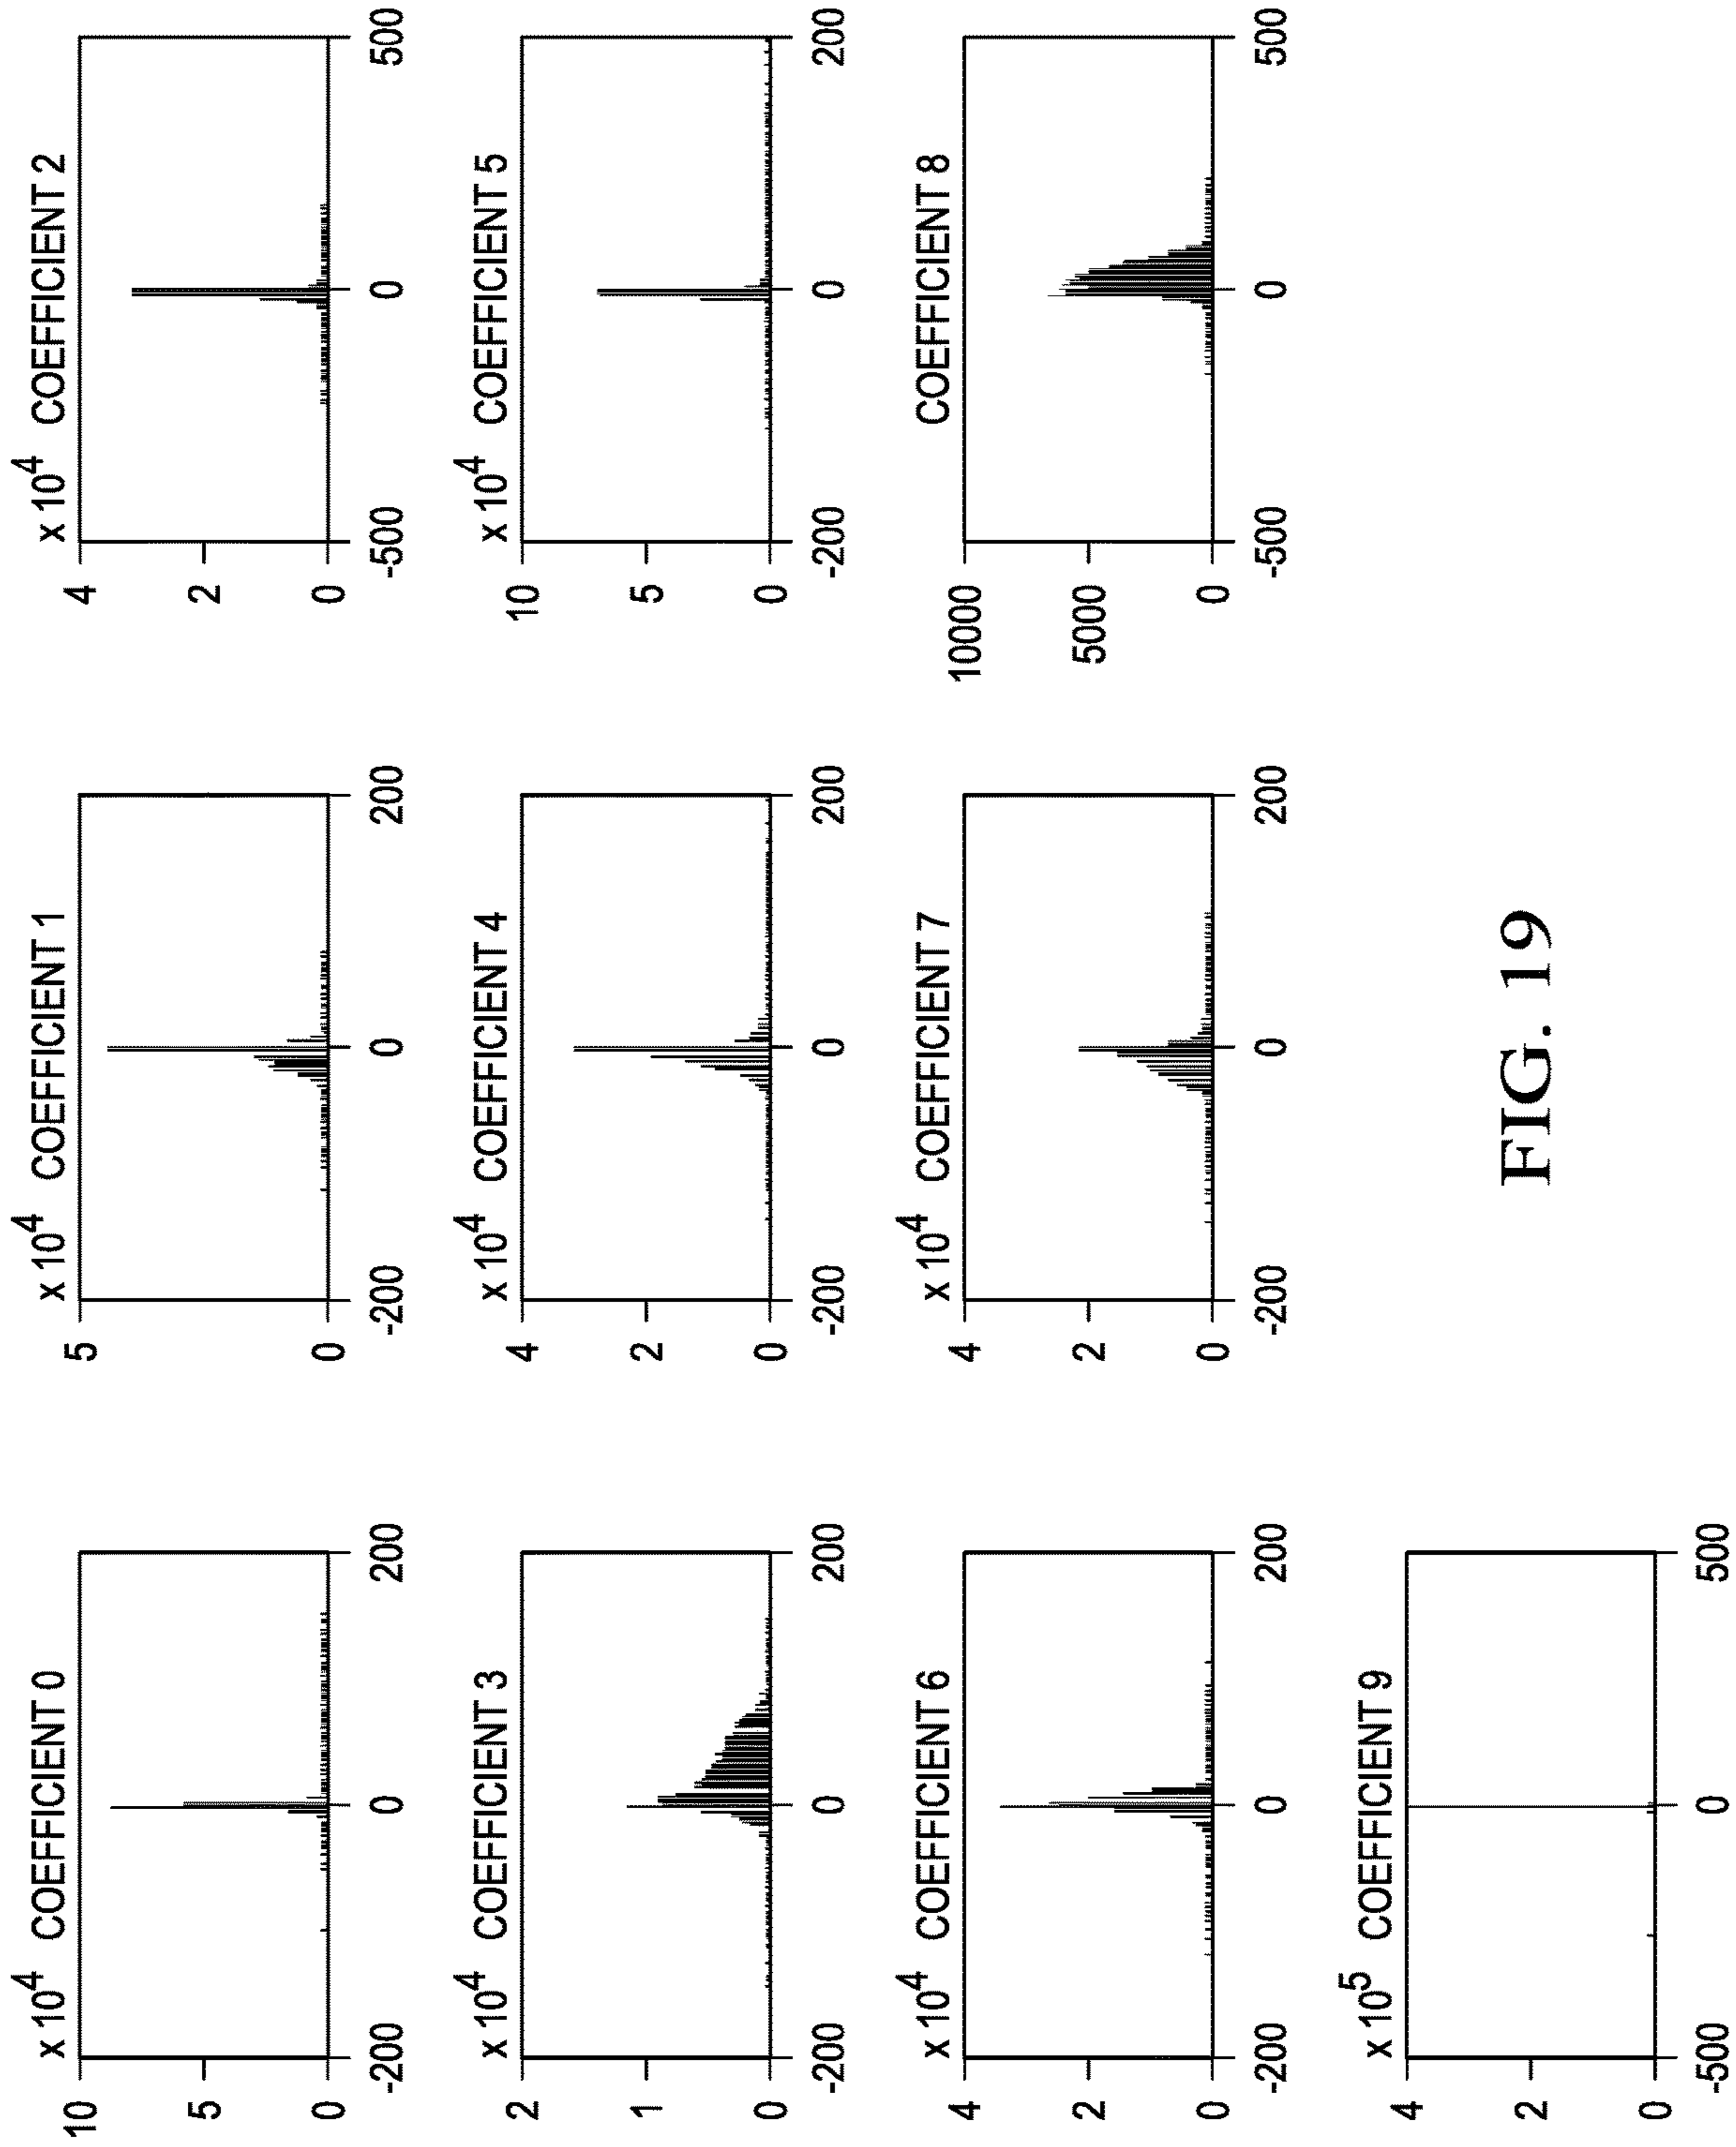 x 10^4 COEFFICIENT 0
10
5
0
-200 0 200
x 10^4 COEFFICIENT 1
5
0
-200 0 200
x 10^4 COEFFICIENT 2
4
2
0
-500 0 500
x 10^4 COEFFICIENT 3
2
1
0
-200 0 200
x 10^4 COEFFICIENT 4
4
2
0
-200 0 200
x 10^4 COEFFICIENT 5
10
5
0
-200 0 200
x 10^4 COEFFICIENT 6
4
2
0
-200 0 200
x 10^4 COEFFICIENT 7
4
2
0
-200 0 200
COEFFICIENT 8
10000
5000
0
-500 0 500
x 10^5 COEFFICIENT 9
4
2
0
-500 0 500
FIG. 19